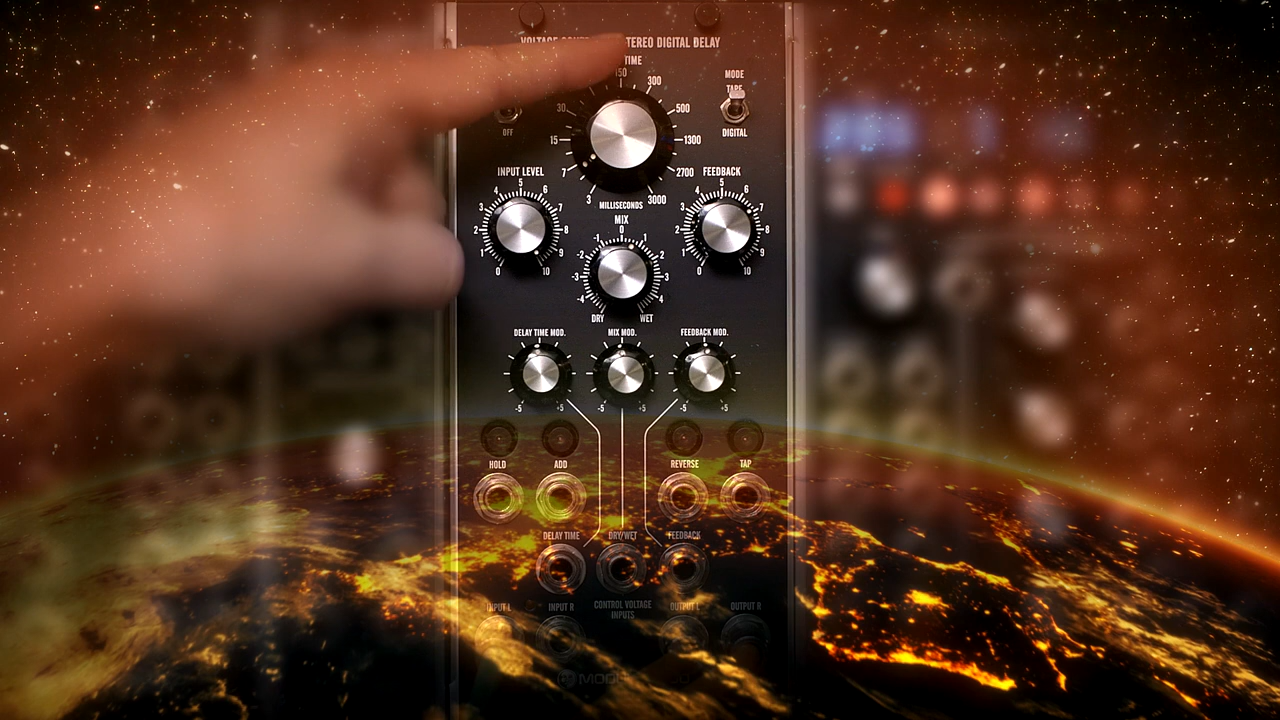 VOLTAGE CONTR STEREO DIGITAL DELAY
TIME
150
30 300
15 500
7 1300
3 2700
3000
MILLISECONDS
OFF
MODE
TAPE
DIGITAL
INPUT LEVEL
0 1 2 3 4 5 6 7 8 9 10
FEEDBACK
0 1 2 3 4 5 6 7 8 9 10
MIX
-4 -3 -2 -1 0 1 2 3 4
DRY WET
DELAY TIME MOD. MIX MOD. FEEDBACK MOD.
-5 +5 -5 +5 -5 +5
HOLD ADD REVERSE TAP
DELAY TIME DRY/WET FEEDBACK
INPUT L INPUT R CONTROL VOLTAGE INPUTS OUTPUT L OUTPUT R